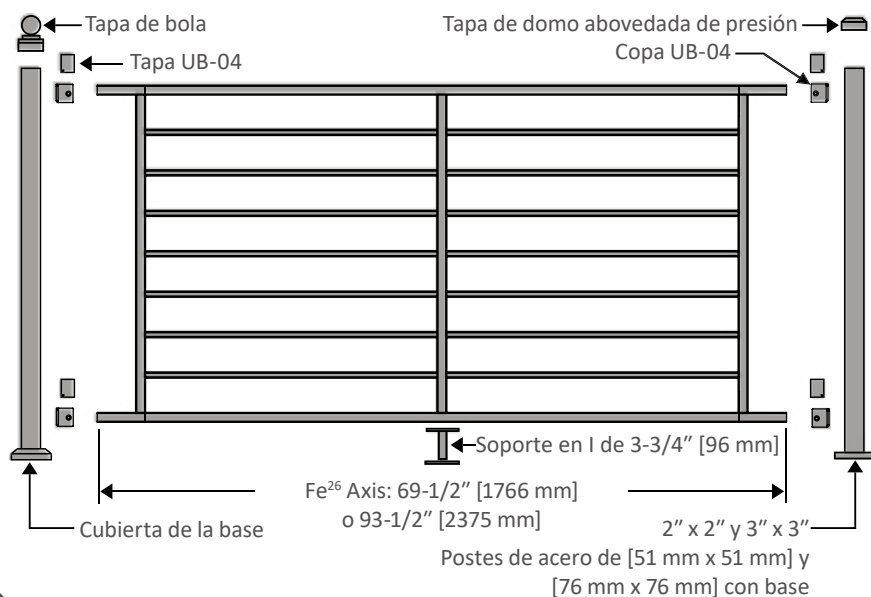 Tapa de bola
Tapa de domo abovedada de presión
Tapa UB-04
Copa UB-04
Soporte en I de 3-3/4” [96 mm]
Fe²⁶ Axis: 69-1/2” [1766 mm]
o 93-1/2” [2375 mm]
Cubierta de la base
2” x 2” y 3” x 3”
Postes de acero de [51 mm x 51 mm] y
[76 mm x 76 mm] con base